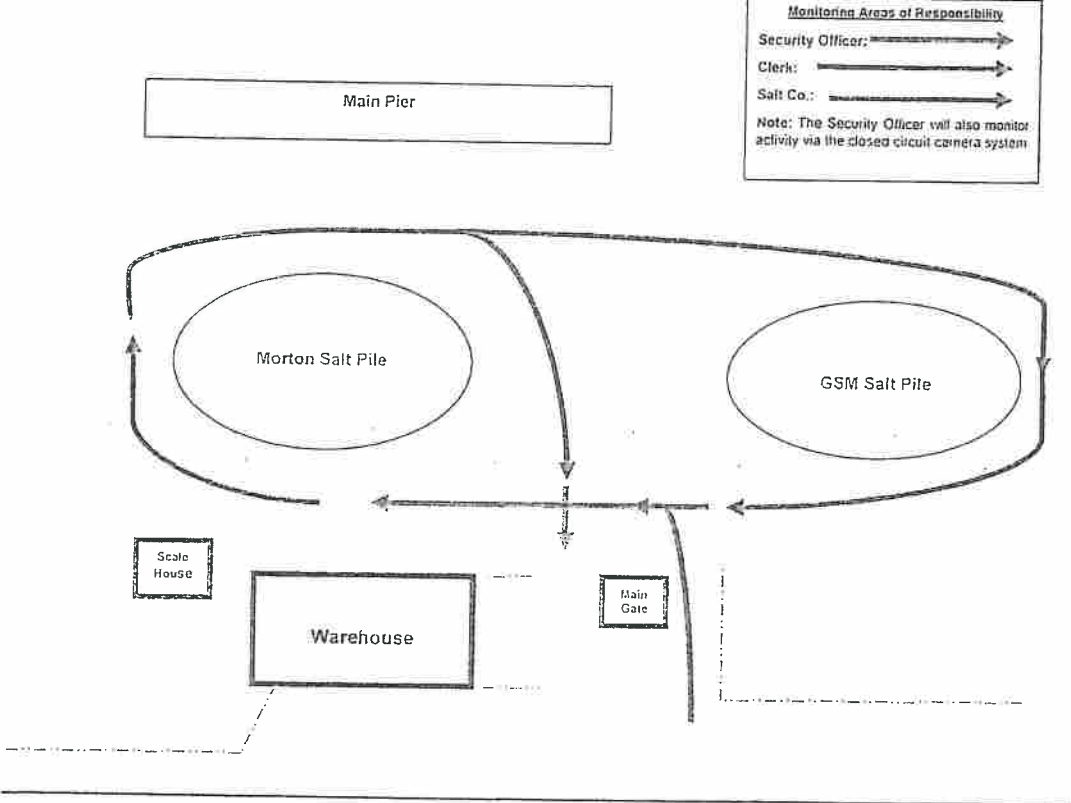 Monitoring Areas of Responsibility
Security Officer:
Clerk:
Salt Co.:
Note: The Security Officer will also monitor
activity via the closed circuit camera system
Main Pier
Morton Salt Pile
GSM Salt Pile
Scale
House
Main
Gate
Warehouse